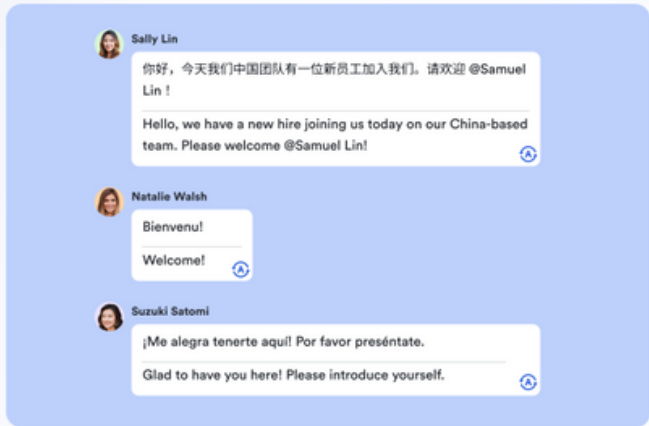 Sally Lin
你好，今天我们中国团队有一位新员工加入我们。请欢迎 @Samuel
Lin！
Hello, we have a new hire joining us today on our China-based
team. Please welcome @Samuel Lin!
A
Natalie Walsh
Bienvenu!
Welcome!
A
Suzuki Satomi
¡Me alegra tenerte aquí! Por favor preséntate.
Glad to have you here! Please introduce yourself.
A